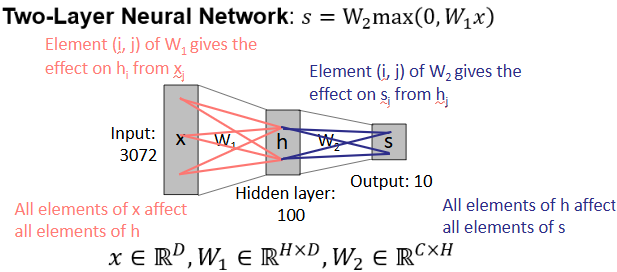 Two-Layer Neural Network: s = W₂max(0, W₁x)
Element (i, j) of W₁ gives the
effect on hᵢ from xⱼ
Element (i, j) of W₂ gives the
effect on sⱼ from hⱼ
Input:
3072
x
W₁
h
W₂
s
Hidden layer:
100
Output: 10
All elements of x affect
all elements of h
All elements of h affect
all elements of s
x ∈ ℝᴰ, W₁ ∈ ℝᴴˣᴰ, W₂ ∈ ℝᶜˣᴴ